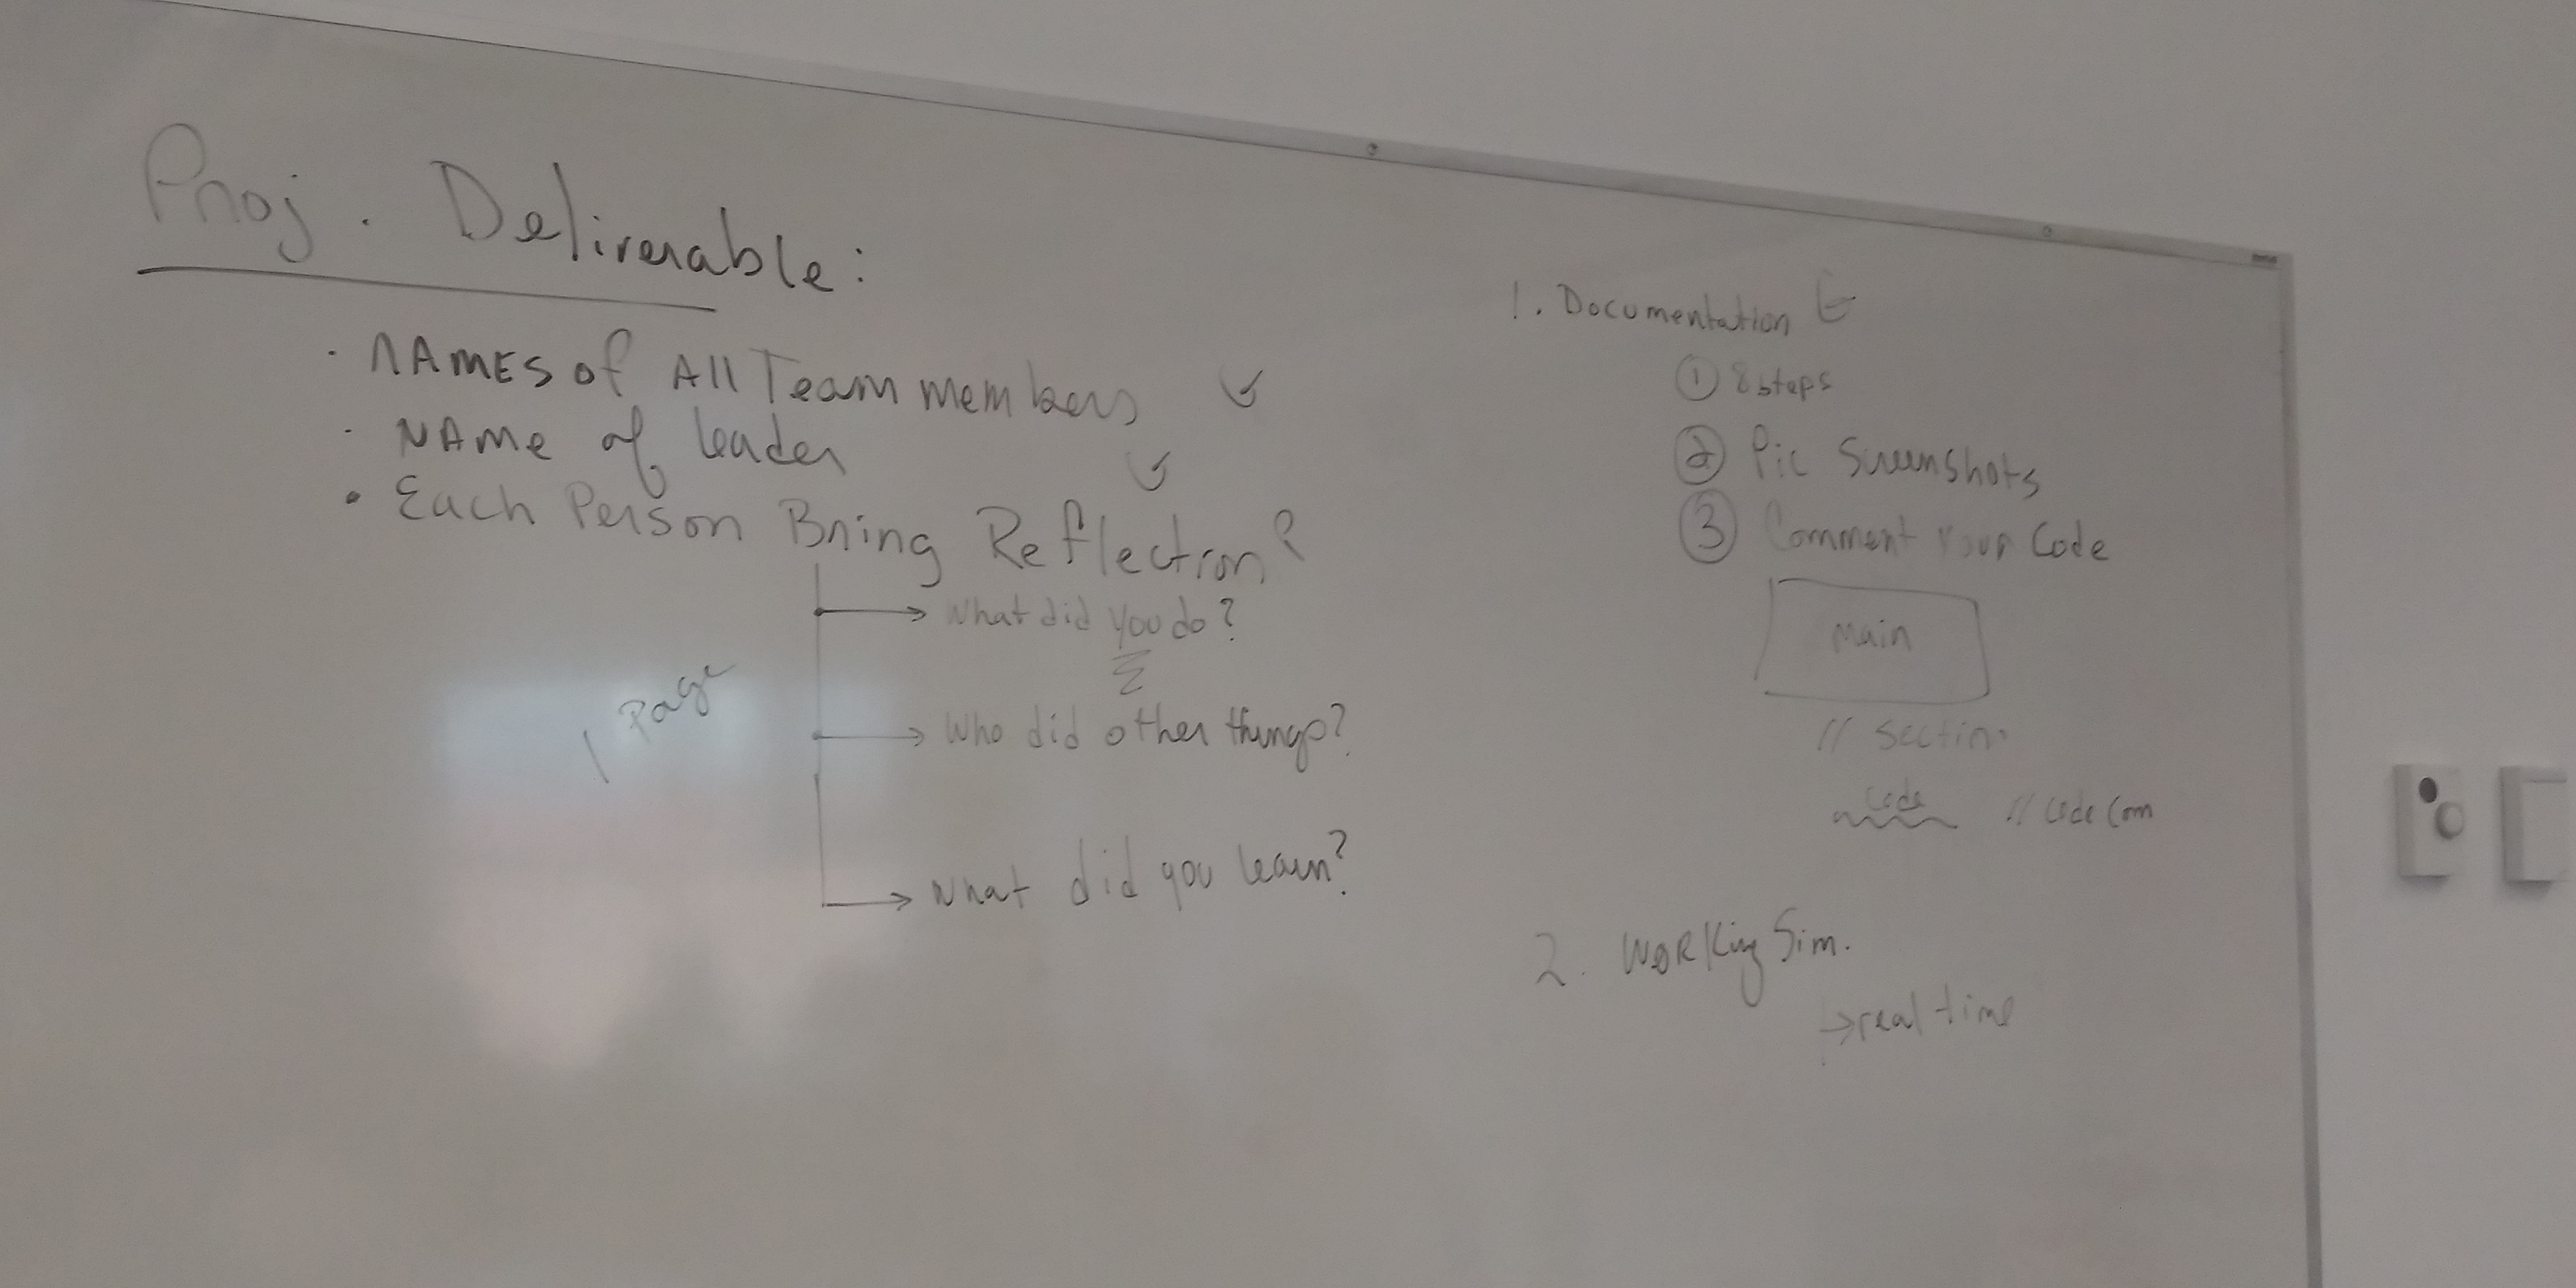 Proj. Deliverable:
· NAMES of All Team members
· NAme of leader
• Each Person Bring Reflection?
What did you do?
1 Page
Who did other things?
What did you learn?
1. Documentation
① 8 steps
② Pic Screenshots
③ Comment Your Code
Main
// Section
code // Code Com
2. Working Sim.
→ real time